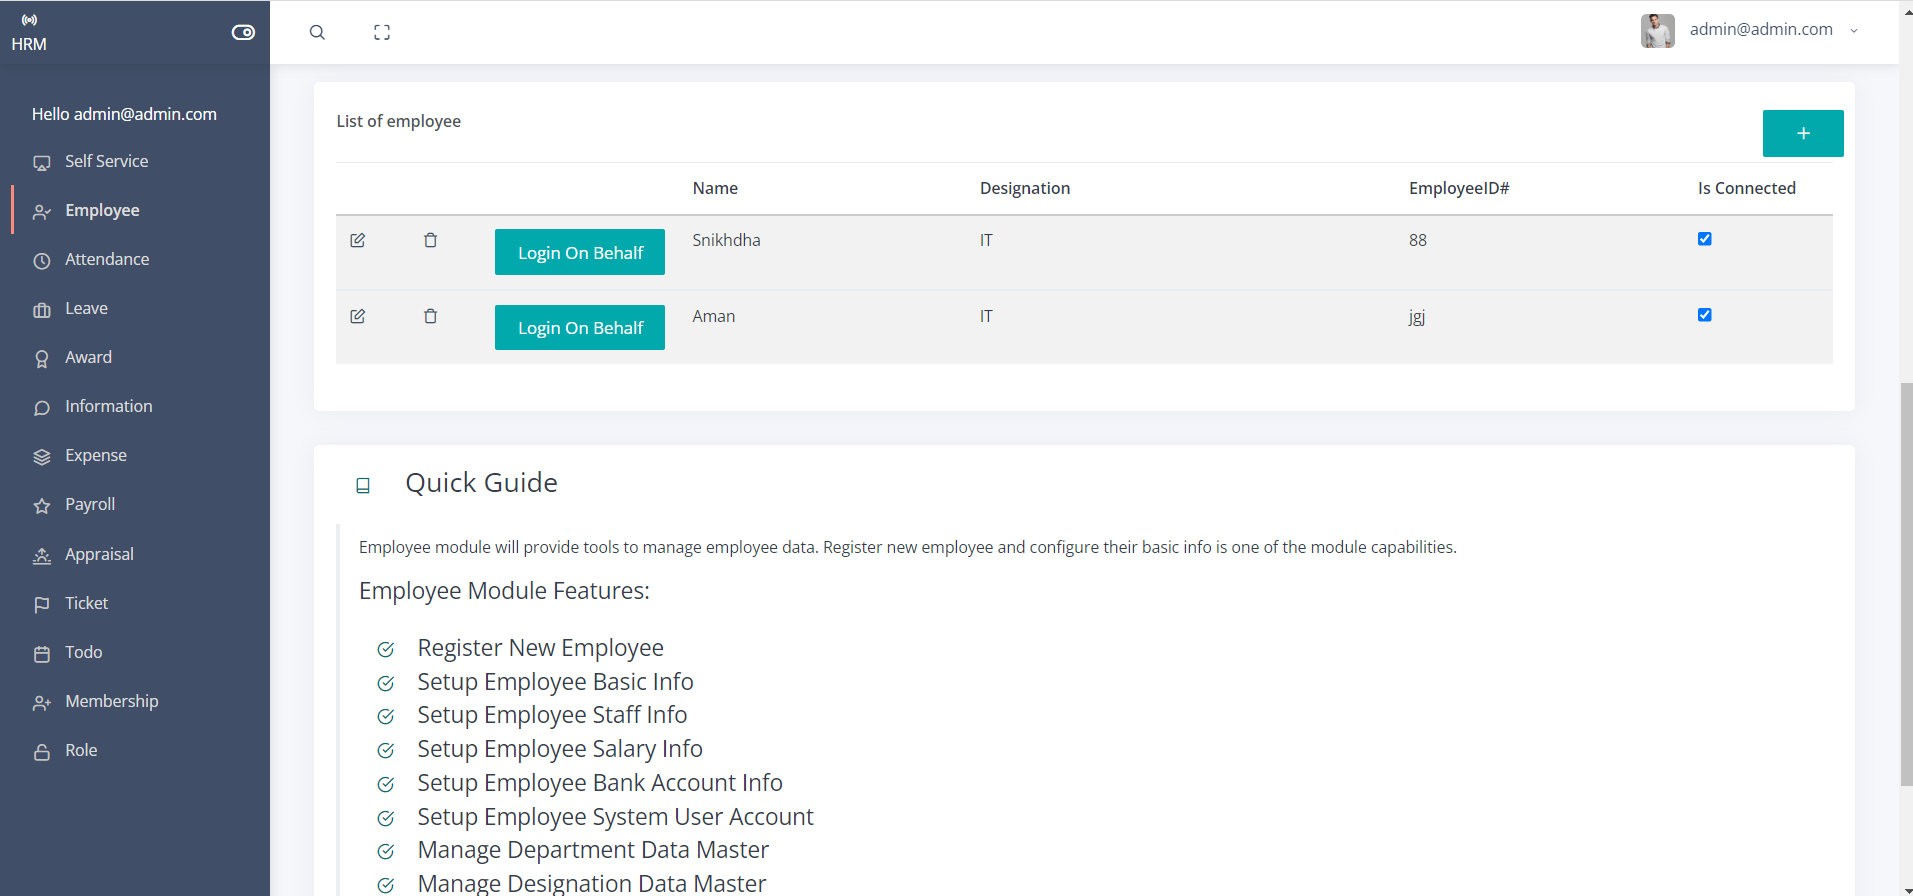 HRM
admin@admin.com
Hello admin@admin.com
Self Service
Employee
Attendance
Leave
Award
Information
Expense
Payroll
Appraisal
Ticket
Todo
Membership
Role
List of employee
+
Name Designation EmployeeID# Is Connected
Login On Behalf Snikhdha IT 88
Login On Behalf Aman IT jgj
Quick Guide
Employee module will provide tools to manage employee data. Register new employee and configure their basic info is one of the module capabilities.
Employee Module Features:
Register New Employee
Setup Employee Basic Info
Setup Employee Staff Info
Setup Employee Salary Info
Setup Employee Bank Account Info
Setup Employee System User Account
Manage Department Data Master
Manage Designation Data Master